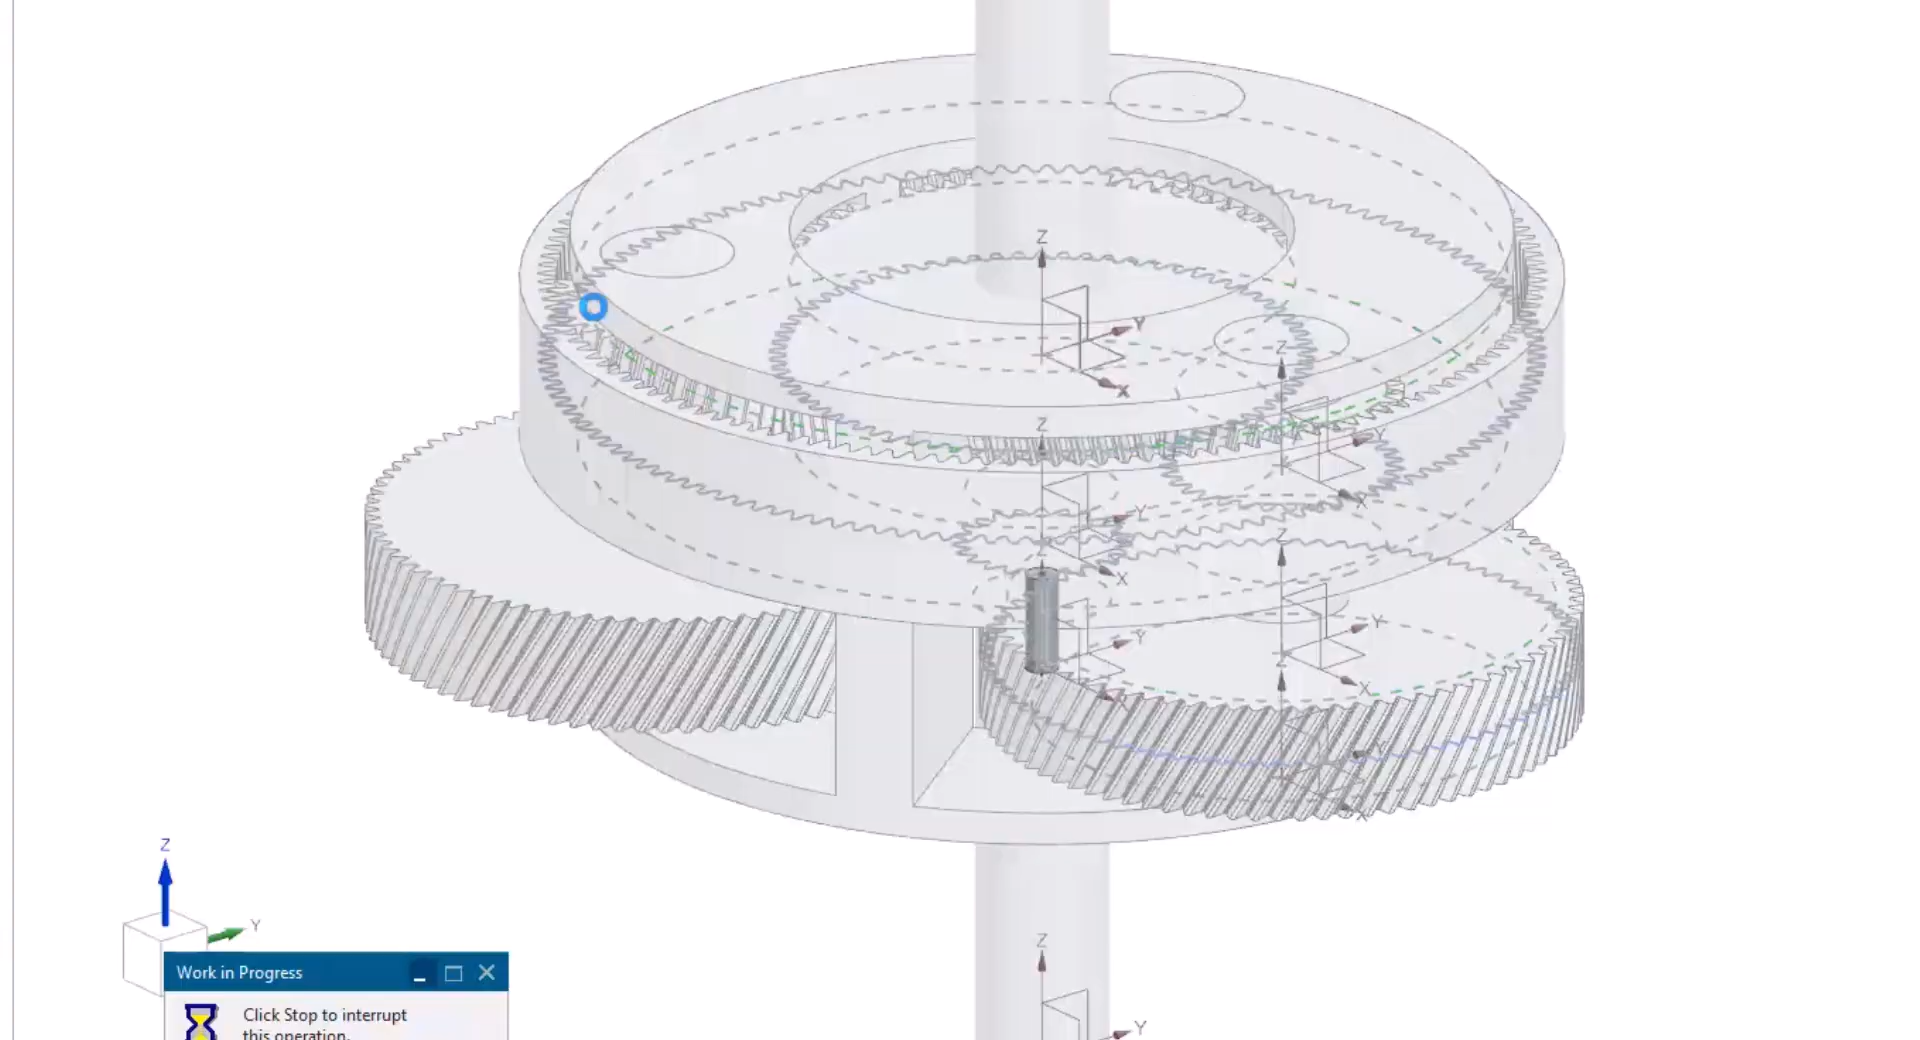 Z
Y
X
Z
Z
Y
Y
X
Z
Z
Y
X
Y
Z
X
Y
X
Z
Y
Z
Y
Work in Progress
Click Stop to interrupt
this operation.